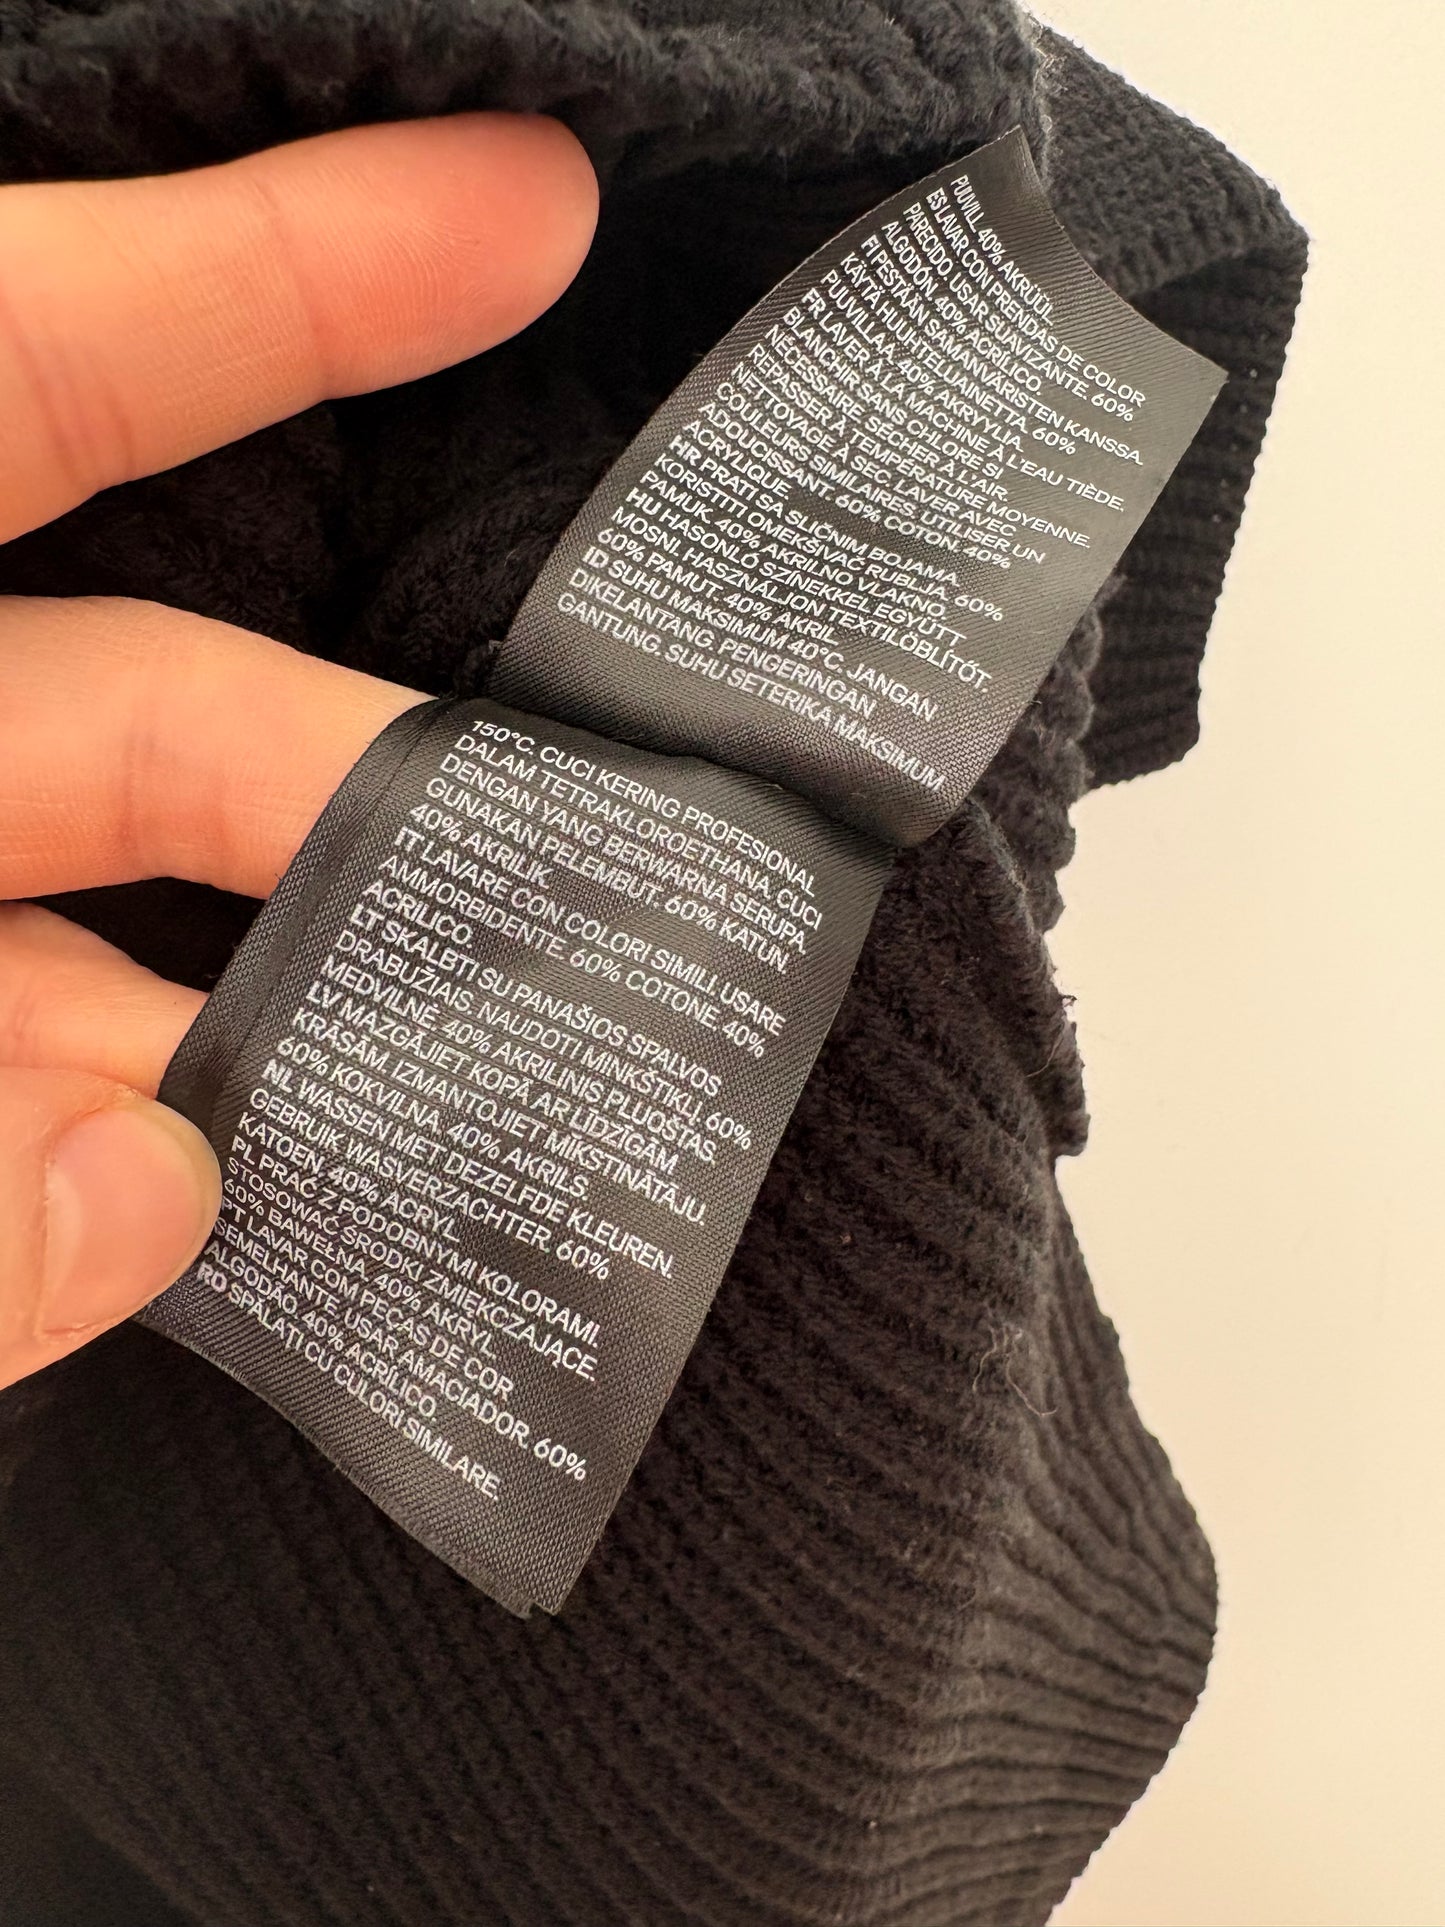 PUUVILL. 40% AKRÜÜL.
ES LAVAR CON PRENDAS DE COLOR
PARECIDO. USAR SUAVIZANTE. 60%
ALGODÓN. 40% ACRÍLICO.
FI PESTÄÄN SAMANVÄRISTEN KANSSA.
KÄYTÄ HUUHTELUAINETTA. 60%
PUUVILLAA. 40% AKRYYLIA.
FR LAVER À LA MACHINE À L'EAU TIÈDE.
BLANCHIR SANS CHLORE SI
NÉCESSAIRE. SÉCHER À L'AIR.
REPASSER À TEMPÉRATURE MOYENNE.
NETTOYAGE À SEC. LAVER AVEC
COULEURS SIMILAIRES. UTILISER UN
ADOUCISSANT. 60% COTON. 40%
ACRYLIQUE
HR PRATI SA SLIČNIM BOJAMA.
KORISTITI OMEKŠIVAČ RUBLJA. 60%
PAMUK. 40% AKRILNO VLAKNO.
HU HASONLÓ SZÍNEKKEL EGYÜTT
MOSNI. HASZNÁLJON TEXTILÖBLÍTŐT.
60% PAMUT. 40% AKRIL
ID SUHU MAKSIMUM 40°C. JANGAN
DIKELANTANG. PENGERINGAN
GANTUNG. SUHU SETERIKA MAKSIMUM
150°C. CUCI KERING PROFESIONAL
DALAM TETRAKLOROETHANA. CUCI
DENGAN YANG BERWARNA SERUPA.
GUNAKAN PELEMBUT. 60% KATUN.
40% AKRILIK
IT LAVARE CON COLORI SIMILI. USARE
AMMORBIDENTE. 60% COTONE. 40%
ACRILICO.
LT SKALBTI SU PANAŠIOS SPALVOS
DRABUŽIAIS. NAUDOTI MINKŠTIKLĮ. 60%
MEDVILNĖ. 40% AKRILINIS PLUOŠTAS
LV MAZGĀJIET KOPĀ AR LĪDZĪGĀM
KRĀSĀM. IZMANTOJIET MĪKSTINĀTĀJU.
60% KOKVILNA. 40% AKRILS.
NL WASSEN MET DEZELFDE KLEUREN.
GEBRUIK WASVERZACHTER. 60%
KATOEN. 40% ACRYL
PL PRAĆ Z PODOBNYMI KOLORAMI.
STOSOWAĆ ŚRODKI ZMIĘKCZAJĄCE.
60% BAWEŁNA. 40% AKRYL
PT LAVAR COM PEÇAS DE COR
SEMELHANTE. USAR AMACIADOR. 60%
ALGODÃO. 40% ACRÍLICO.
RO SPĂLAȚI CU CULORI SIMILARE.